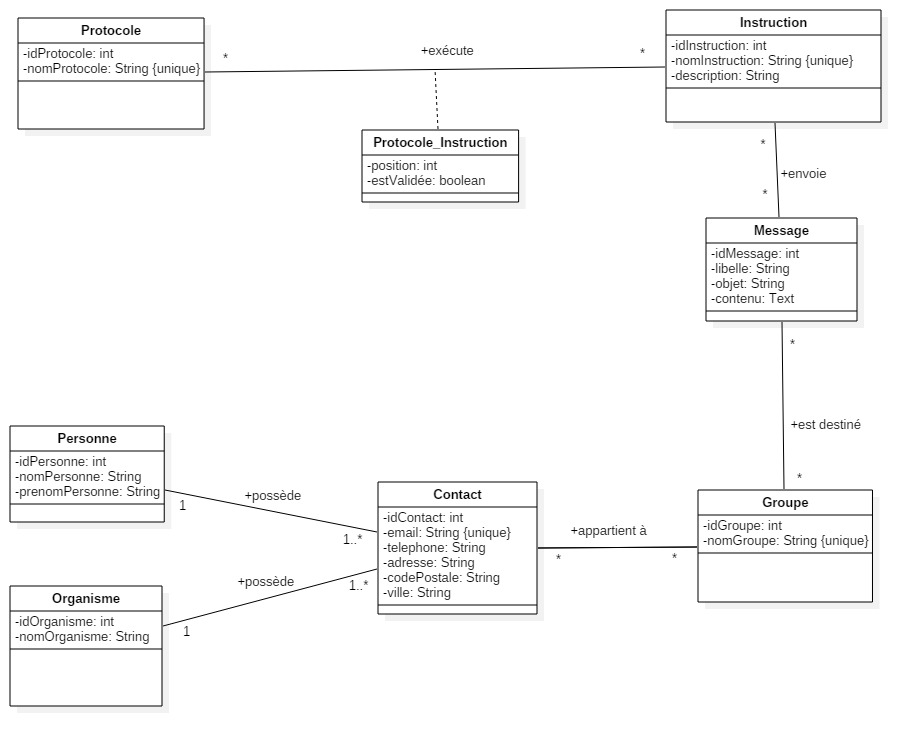 Protocole
-idProtocole: int
-nomProtocole: String {unique}
*
+exécute
*
Instruction
-idInstruction: int
-nomInstruction: String {unique}
-description: String
Protocole_Instruction
-position: int
-estValidée: boolean
*
+envoie
*
Message
-idMessage: int
-libelle: String
-objet: String
-contenu: Text
*
+est destiné
*
Personne
-idPersonne: int
-nomPersonne: String
-prenomPersonne: String
1
+possède
1..*
Contact
-idContact: int
-email: String {unique}
-telephone: String
-adresse: String
-codePostale: String
-ville: String
*
+appartient à
*
Groupe
-idGroupe: int
-nomGroupe: String {unique}
+possède
1..*
1
Organisme
-idOrganisme: int
-nomOrganisme: String